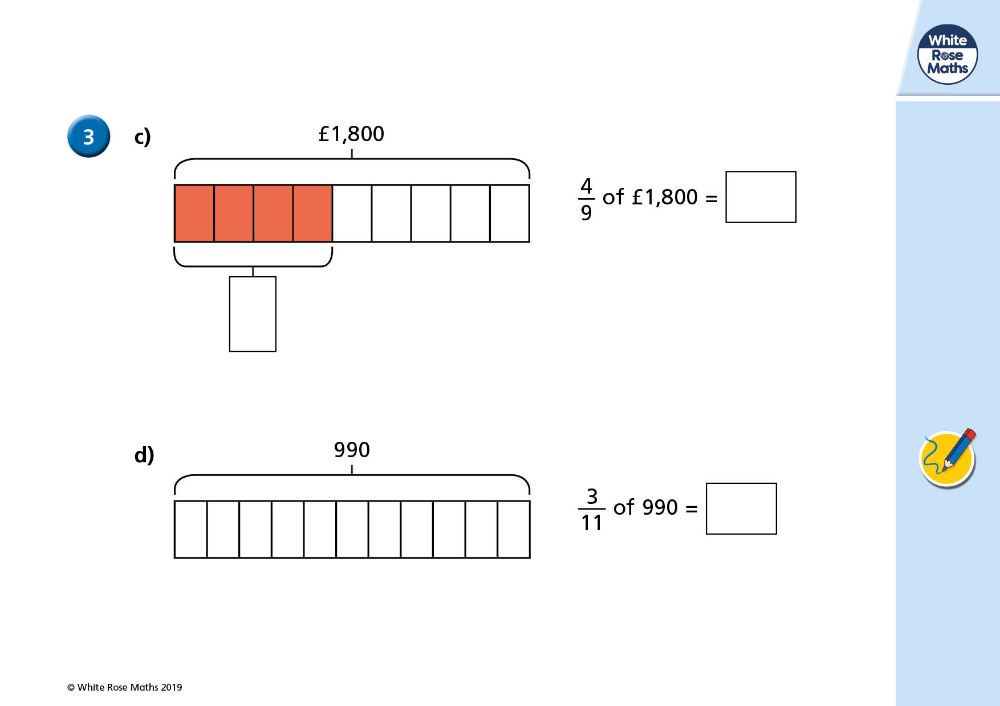 White
Rose
Maths
3 c) £1,800
4/9 of £1,800 =
d) 990
3/11 of 990 =
© White Rose Maths 2019